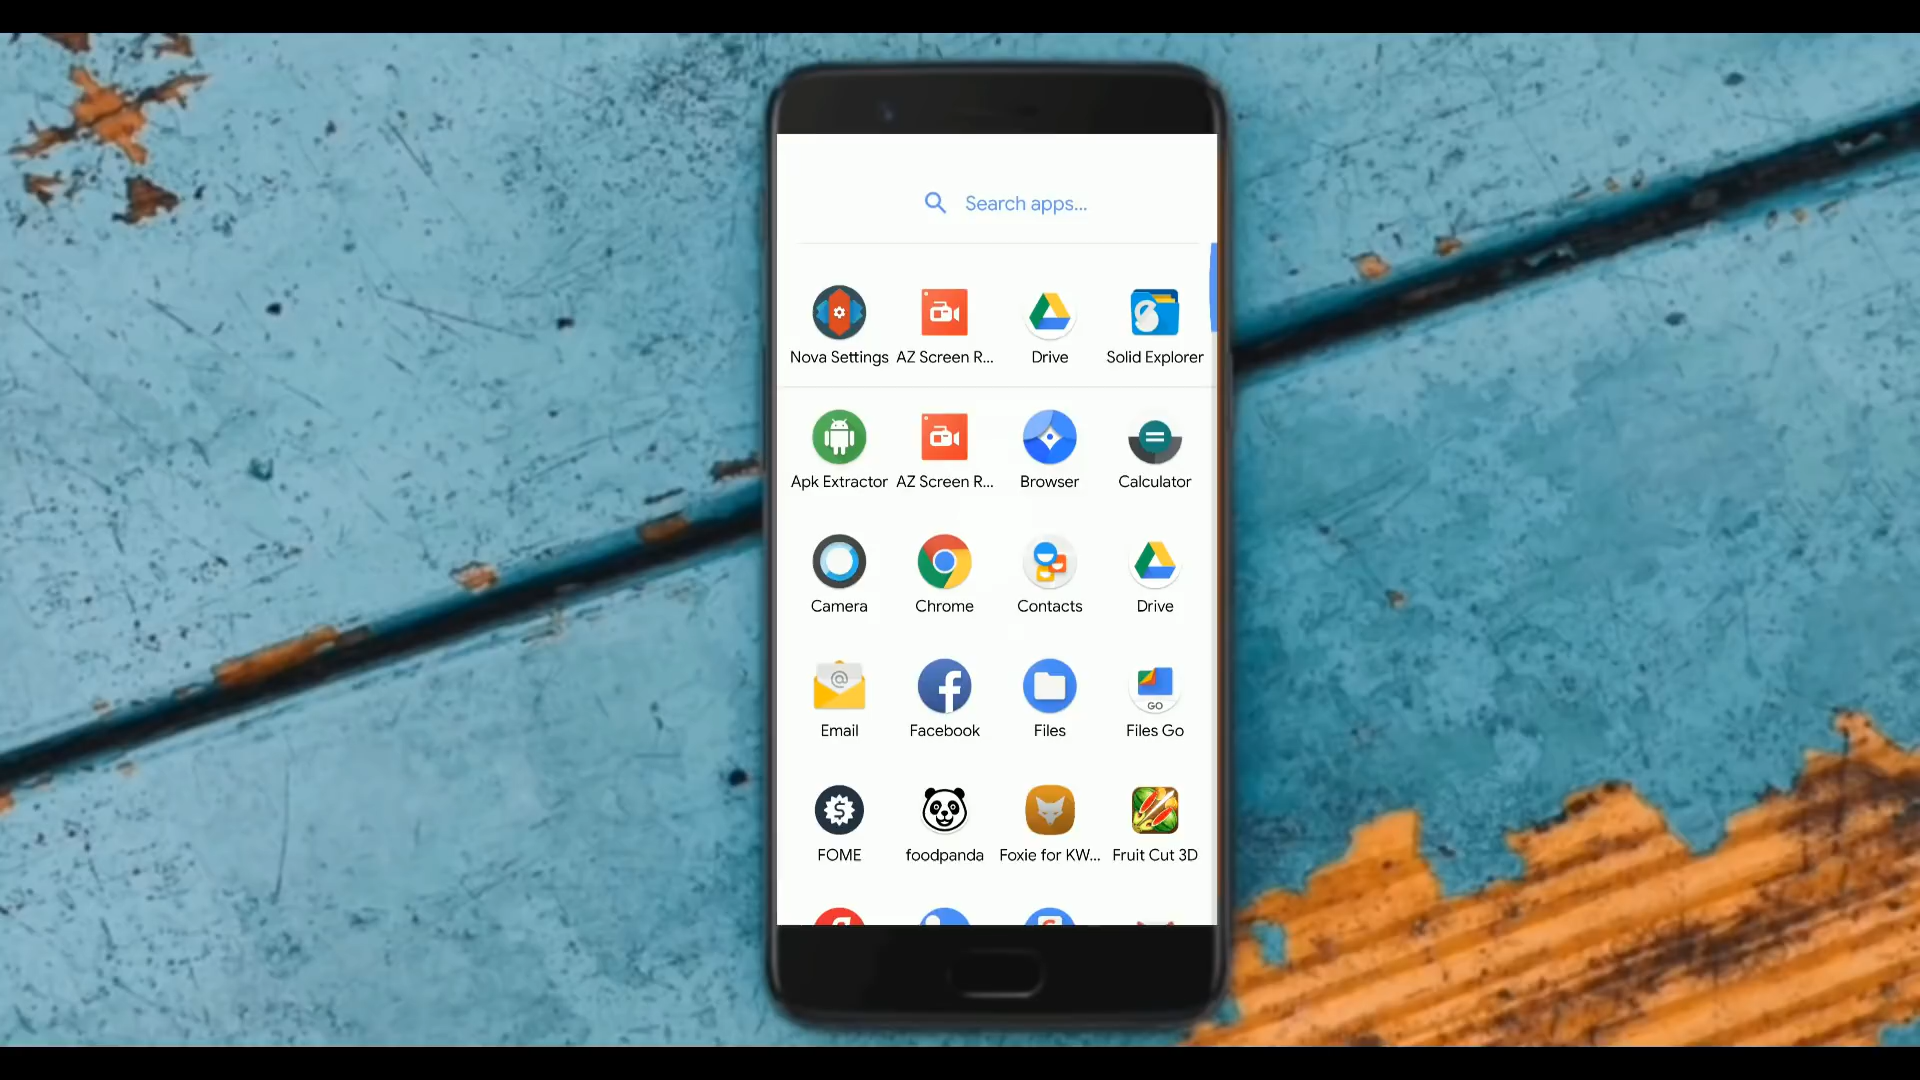 Search apps...
Nova Settings AZ Screen R... Drive Solid Explorer
Apk Extractor AZ Screen R... Browser Calculator
Camera Chrome Contacts Drive
@
GO
Email Facebook Files Files Go
$
FOME foodpanda Foxie for KW... Fruit Cut 3D